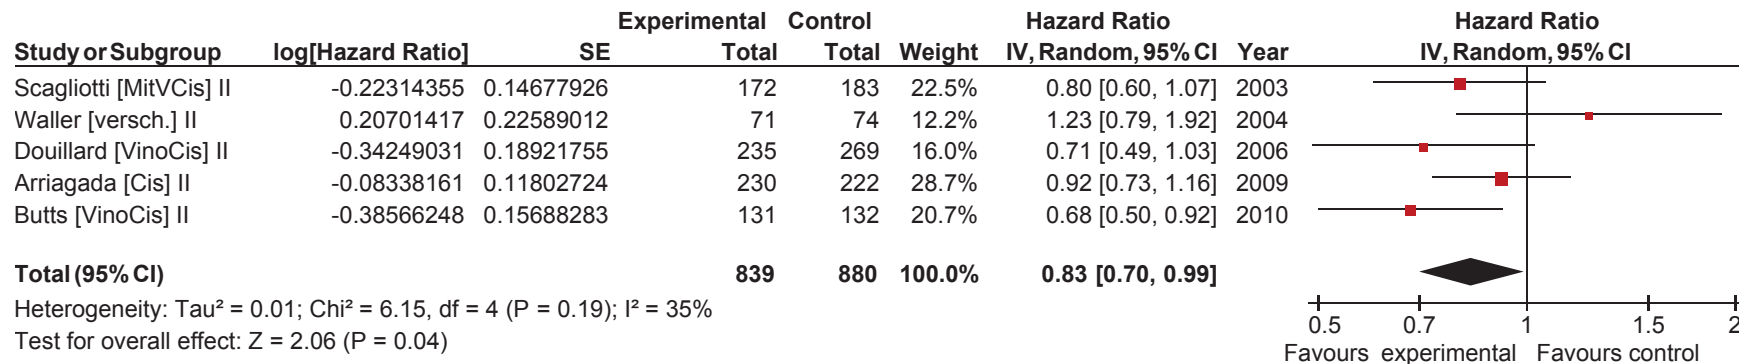 Experimental Control Hazard Ratio Hazard Ratio
Study or Subgroup log[Hazard Ratio] SE Total Total Weight IV, Random, 95% CI Year IV, Random, 95% CI
Scagliotti [MitVCis] II -0.22314355 0.14677926 172 183 22.5% 0.80 [0.60, 1.07] 2003
Waller [versch.] II 0.20701417 0.22589012 71 74 12.2% 1.23 [0.79, 1.92] 2004
Douillard [VinoCis] II -0.34249031 0.18921755 235 269 16.0% 0.71 [0.49, 1.03] 2006
Arriagada [Cis] II -0.08338161 0.11802724 230 222 28.7% 0.92 [0.73, 1.16] 2009
Butts [VinoCis] II -0.38566248 0.15688283 131 132 20.7% 0.68 [0.50, 0.92] 2010
Total (95% CI) 839 880 100.0% 0.83 [0.70, 0.99]
Heterogeneity: Tau² = 0.01; Chi² = 6.15, df = 4 (P = 0.19); I² = 35%
Test for overall effect: Z = 2.06 (P = 0.04)
0.5 0.7 1 1.5 2
Favours experimental Favours control